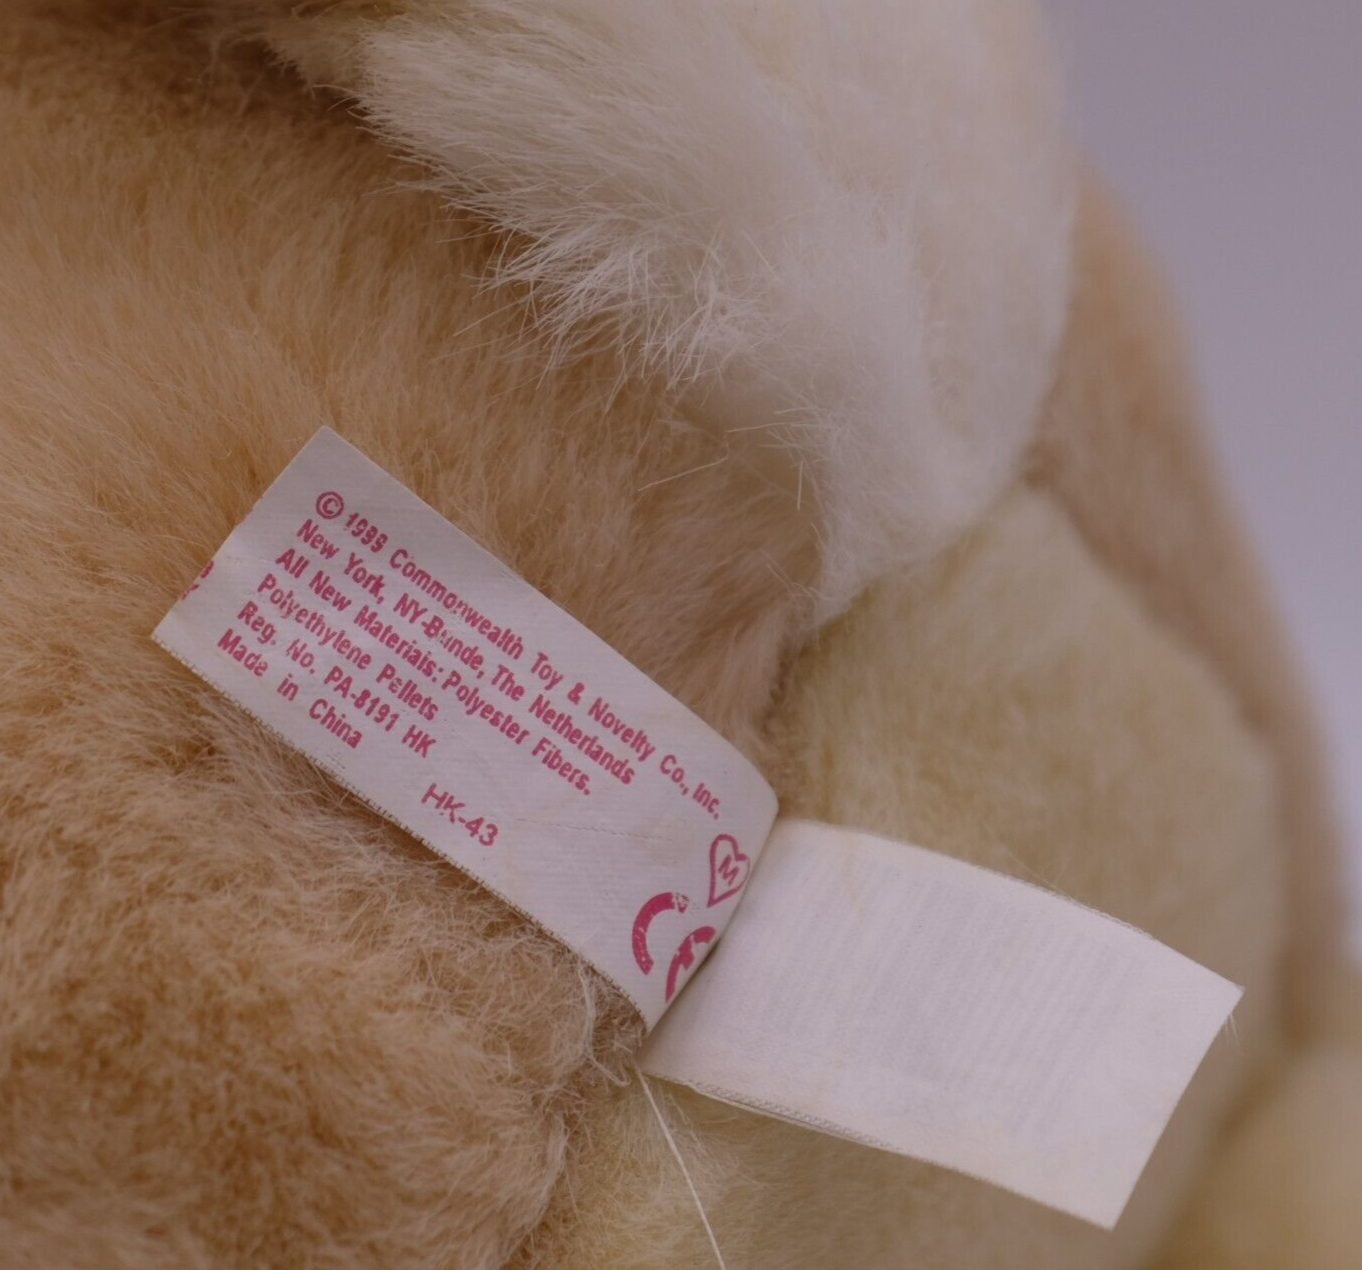 © 1999 Commonwealth Toy & Novelty Co., Inc.
New York, NY-Bunde, The Netherlands
All New Materials: Polyester Fibers.
Polyethylene Pellets
Reg. No. PA-8191 HK
Made in China
HK-43
M